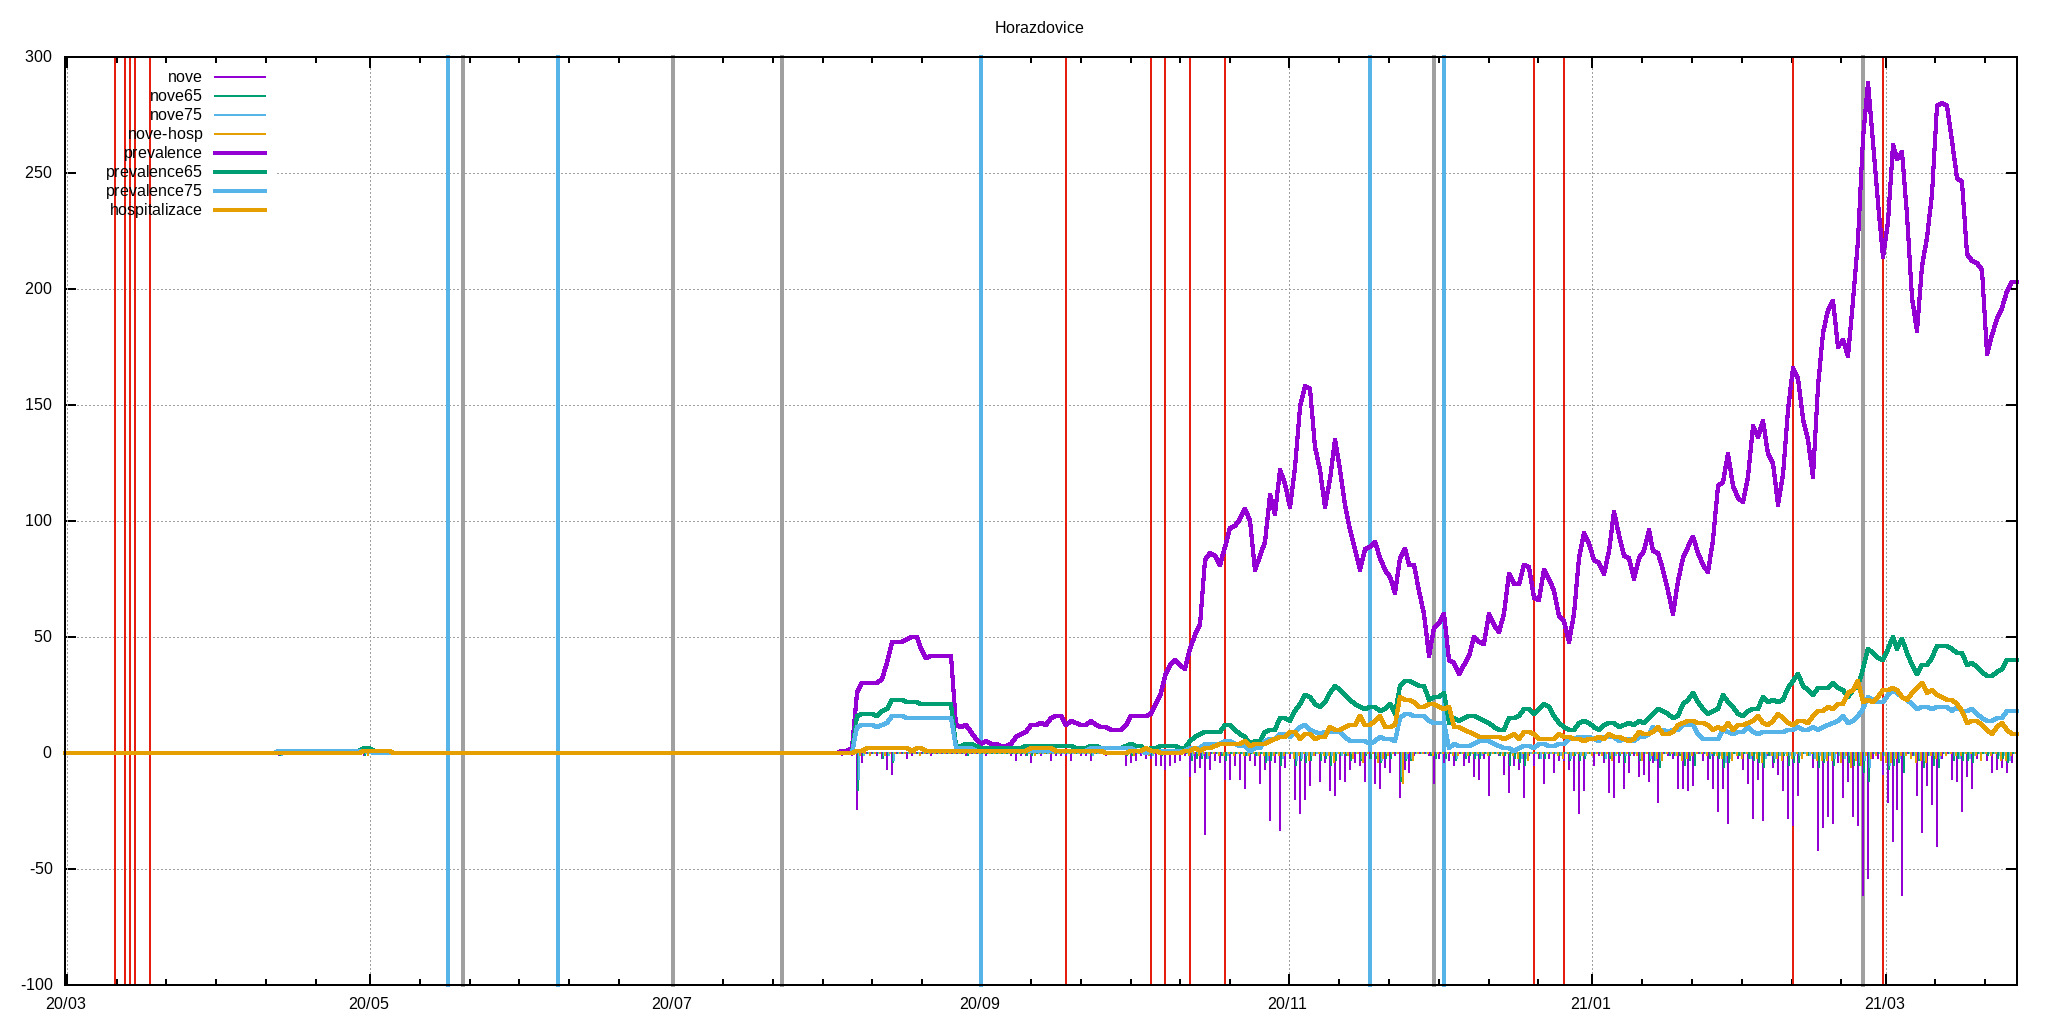 Horazdovice
300
250
200
150
100
50
0
-50
-100
nove
nove65
nove75
nove-hosp
prevalence
prevalence65
prevalence75
hospitalizace
20/03 20/05 20/07 20/09 20/11 21/01 21/03